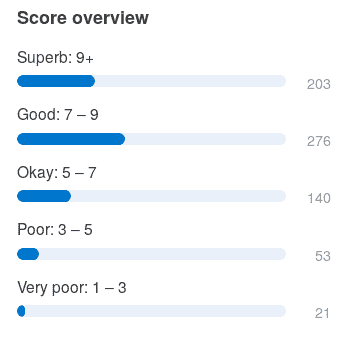 Score overview
Superb: 9+
203
Good: 7 – 9
276
Okay: 5 – 7
140
Poor: 3 – 5
53
Very poor: 1 – 3
21